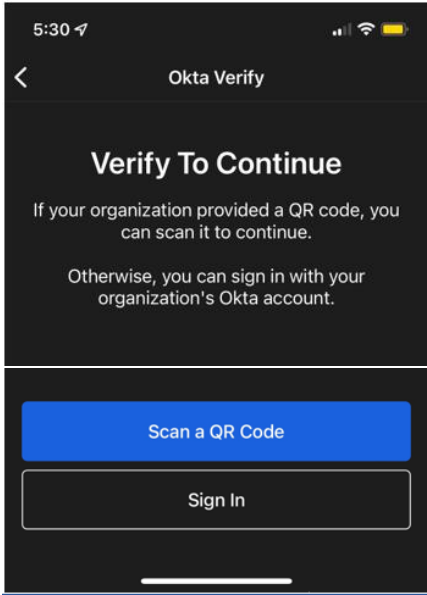 5:30
Okta Verify
Verify To Continue
If your organization provided a QR code, you
can scan it to continue.
Otherwise, you can sign in with your
organization's Okta account.
Scan a QR Code
Sign In